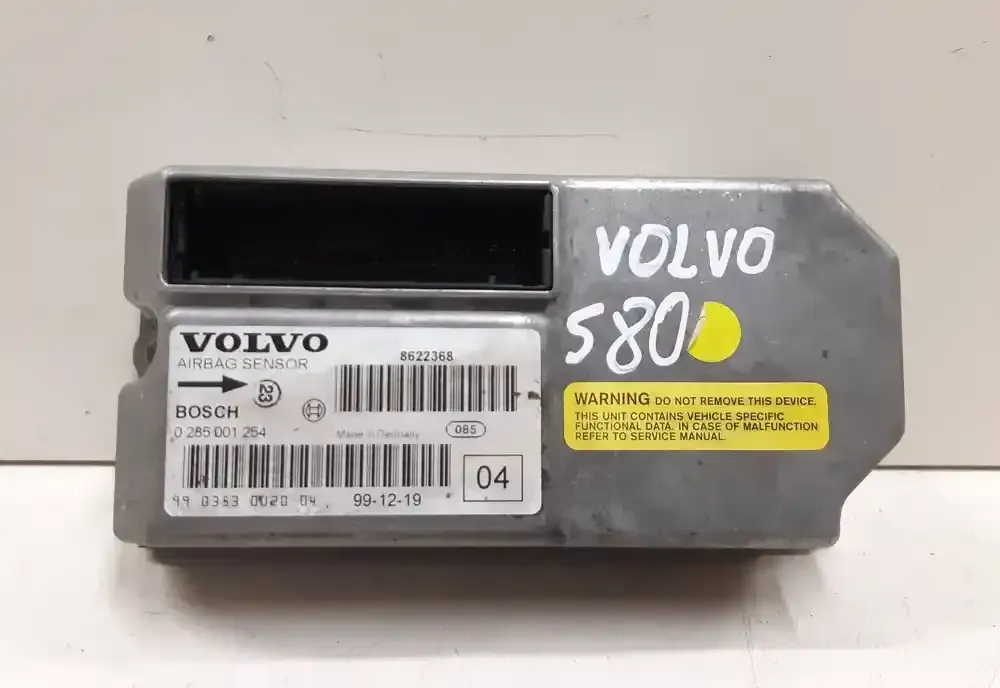 VOLVO
AIRBAG SENSOR
8622368
23
BOSCH
0 285 001 254
Made in Germany
085
99 0353 0020 04
99-12-19
04
VOLVO
S80
WARNING DO NOT REMOVE THIS DEVICE.
THIS UNIT CONTAINS VEHICLE SPECIFIC
FUNCTIONAL DATA. IN CASE OF MALFUNCTION
REFER TO SERVICE MANUAL.